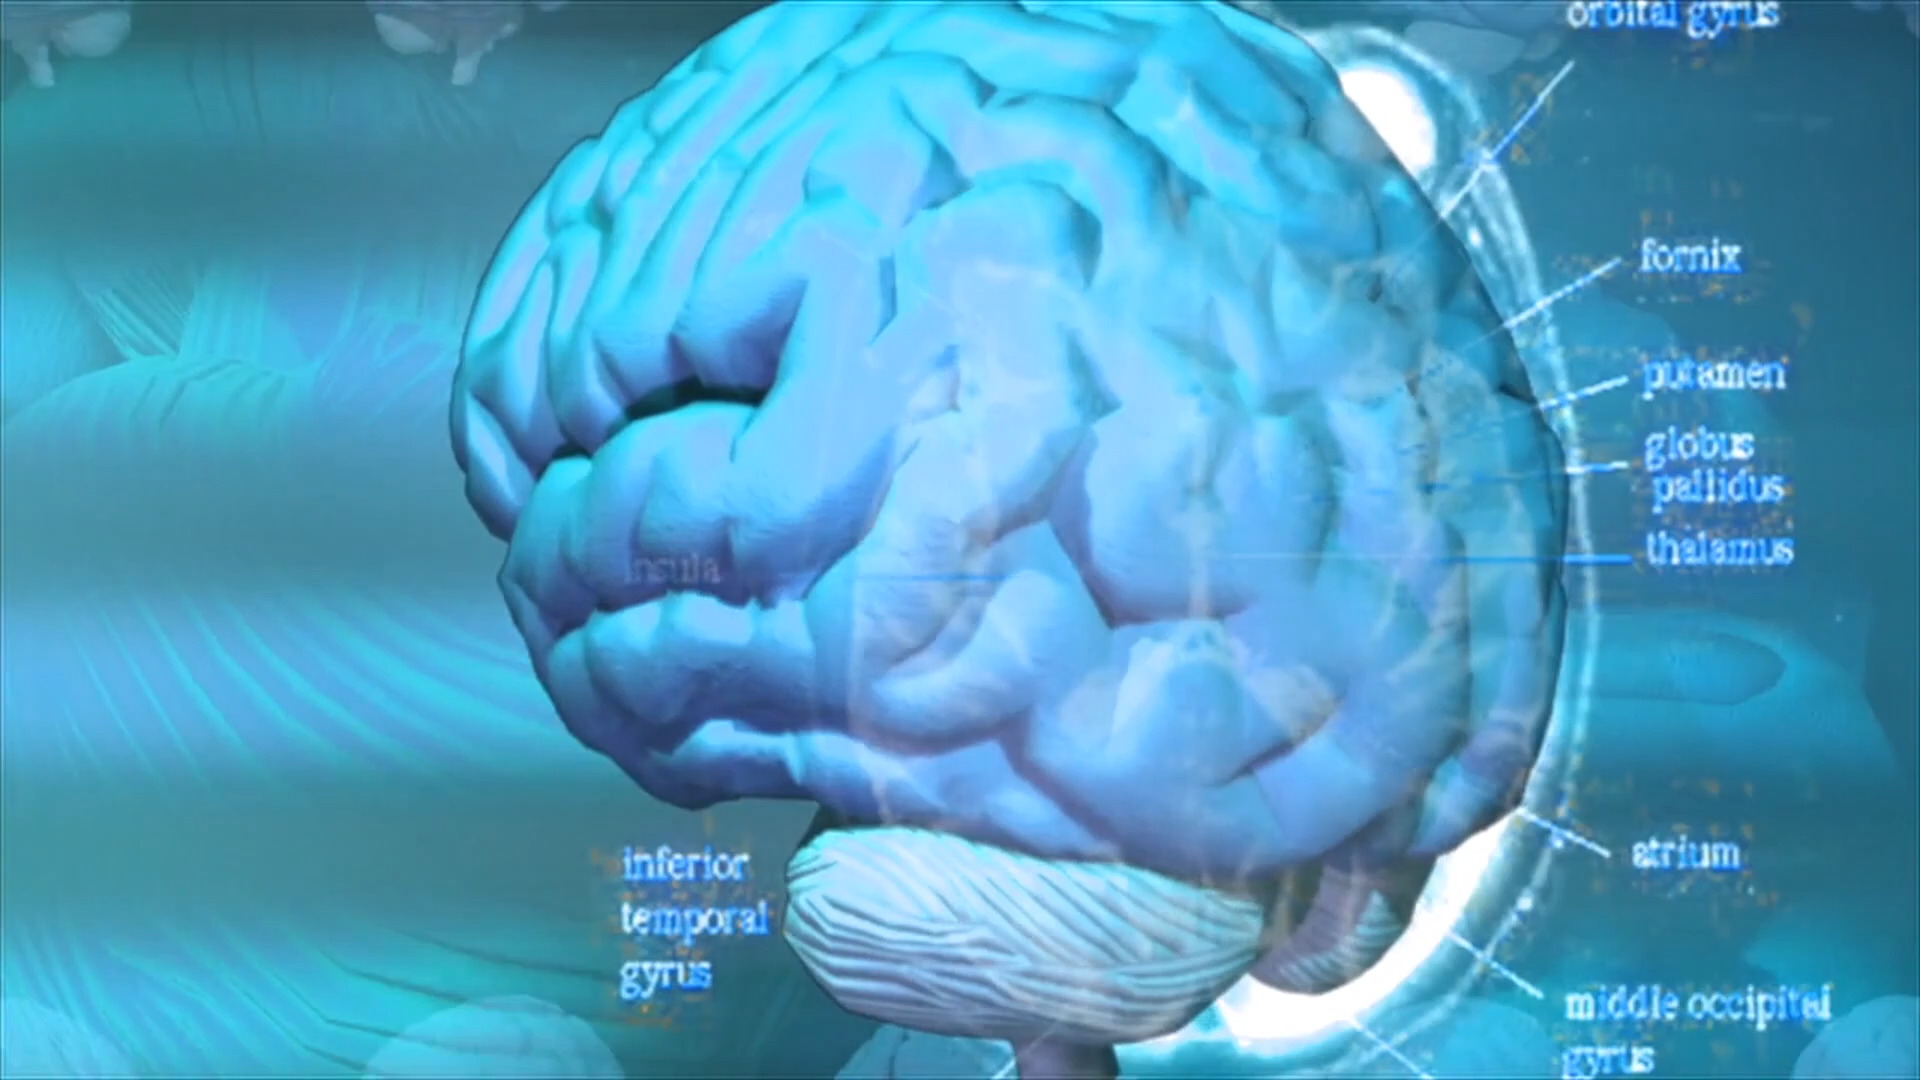 orbital gyrus
fornix
putamen
globus
pallidus
thalamus
insula
inferior
temporal
gyrus
atrium
middle occipital
gyrus